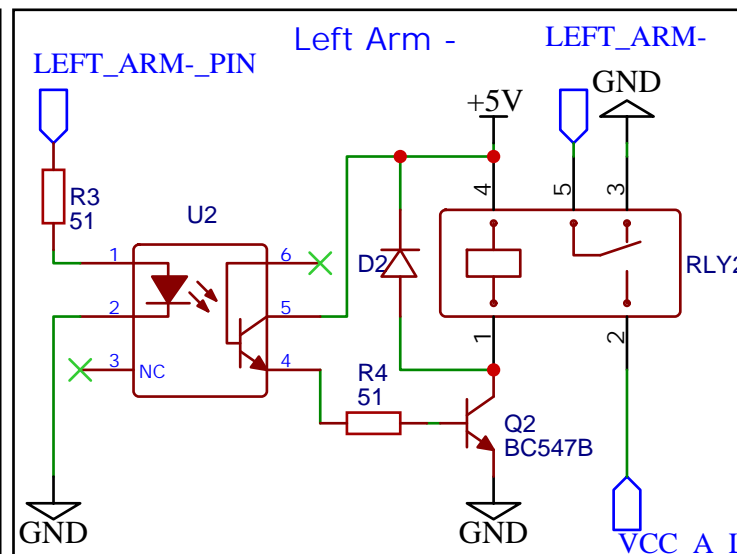 Left Arm -
LEFT_ARM-
LEFT_ARM-_PIN
GND
+5V
R3
51
U2
1
2
3
NC
6
5
4
D2
4
5
3
1
2
RLY2
R4
51
Q2
BC547B
GND
GND
VCC_A_L